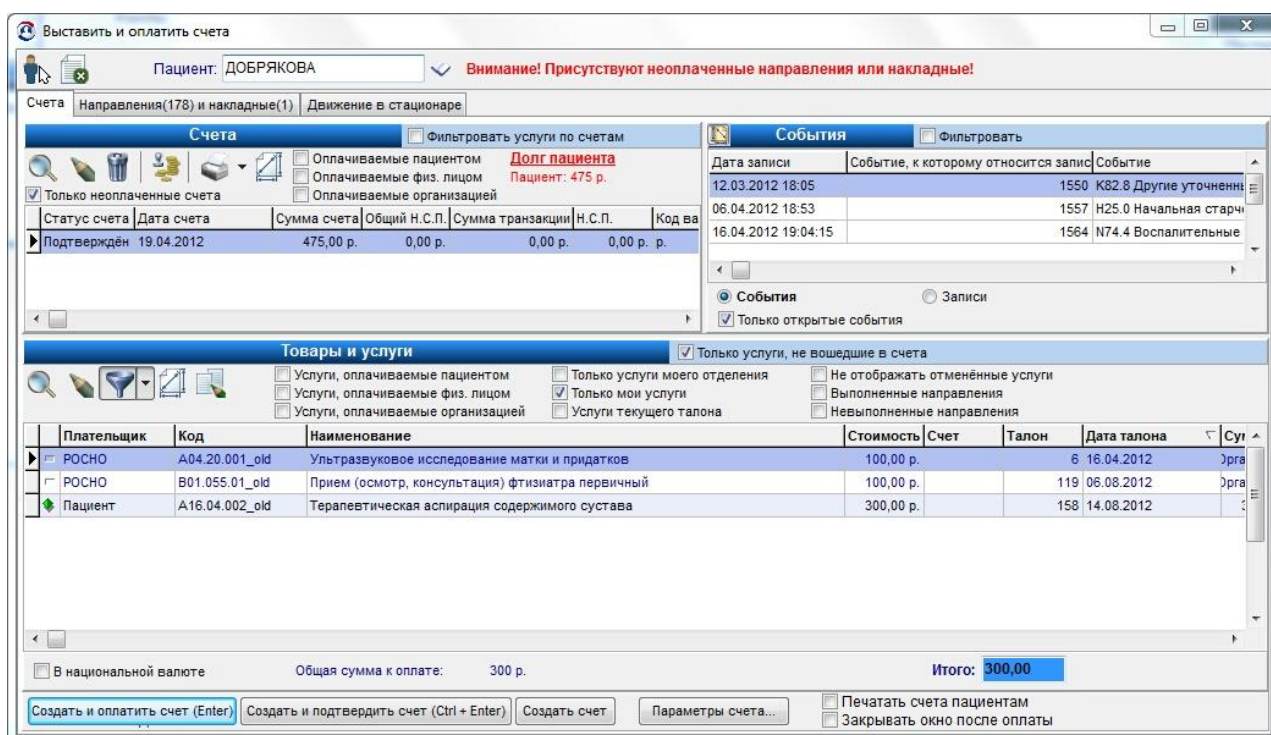 Выставить и оплатить счета
Пациент: ДОБРЯКОВА Внимание! Присутствуют неоплаченные направления или накладные!
Счета Направления(178) и накладные(1) Движение в стационаре
Счета Фильтровать услуги по счетам
Оплачиваемые пациентом Долг пациента
Оплачиваемые физ. лицом Пациент: 475 р.
Только неоплаченные счета Оплачиваемые организацией
Статус счета Дата счета Сумма счета Общий Н.С.П. Сумма транзакции Н.С.П. Код ва
Подтверждён 19.04.2012 475,00 р. 0,00 р. 0,00 р. 0,00 р. р.
События Фильтровать
Дата записи Событие, к которому относится запис Событие
12.03.2012 18:05 1550 K82.8 Другие уточненны
06.04.2012 18:53 1557 H25.0 Начальная старч
16.04.2012 19:04:15 1564 N74.4 Воспалительные
События Записи
Только открытые события
Товары и услуги Только услуги, не вошедшие в счета
Услуги, оплачиваемые пациентом Только услуги моего отделения Не отображать отменённые услуги
Услуги, оплачиваемые физ. лицом Только мои услуги Выполненные направления
Услуги, оплачиваемые организацией Услуги текущего талона Невыполненные направления
Плательщик Код Наименование Стоимость Счет Талон Дата талона Сум
РОСНО A04.20.001_old Ультразвуковое исследование матки и придатков 100,00 р. 6 16.04.2012 Орга
РОСНО B01.055.01_old Прием (осмотр, консультация) фтизиатра первичный 100,00 р. 119 06.08.2012 Орга
Пациент A16.04.002_old Терапевтическая аспирация содержимого сустава 300,00 р. 158 14.08.2012
В национальной валюте Общая сумма к оплате: 300 р. Итого: 300,00
Создать и оплатить счет (Enter) Создать и подтвердить счет (Ctrl + Enter) Создать счет Параметры счета... Печатать счета пациентам
Закрывать окно после оплаты